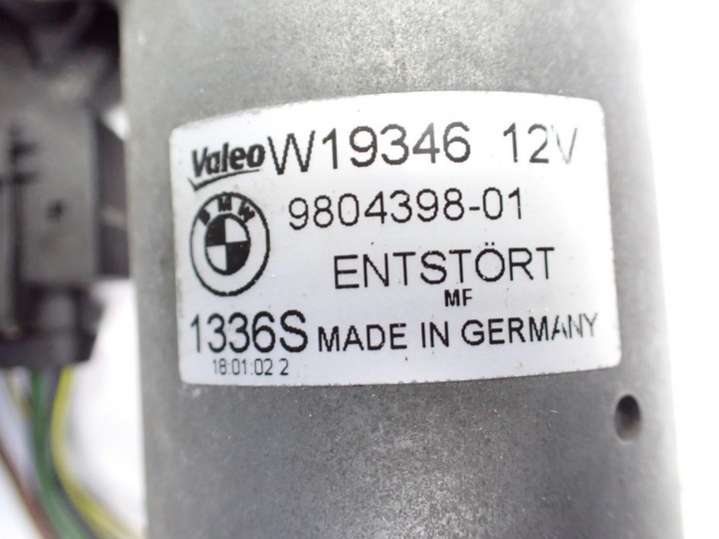 Valeo W19346 12V
BMW
9804398-01
ENTSTÖRT
MF
1336S MADE IN GERMANY
18:01:02 2